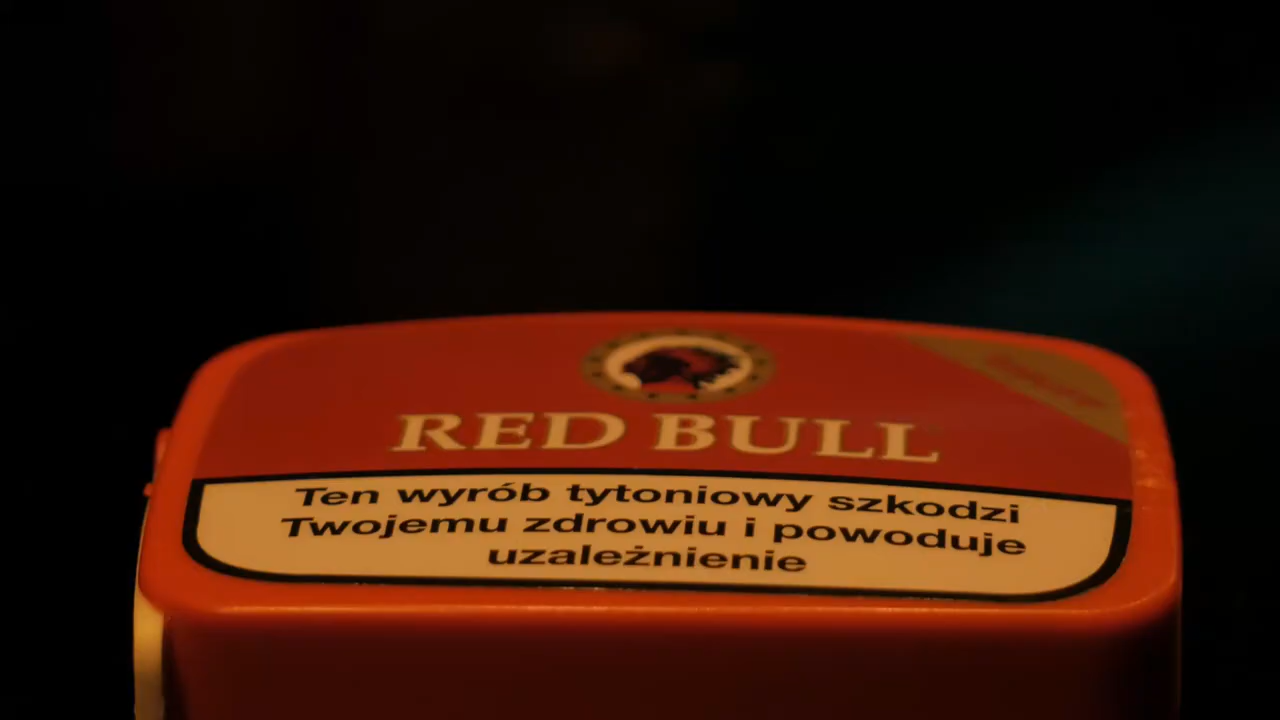 RED BULL
Ten wyrób tytoniowy szkodzi
Twojemu zdrowiu i powoduje
uzależnienie